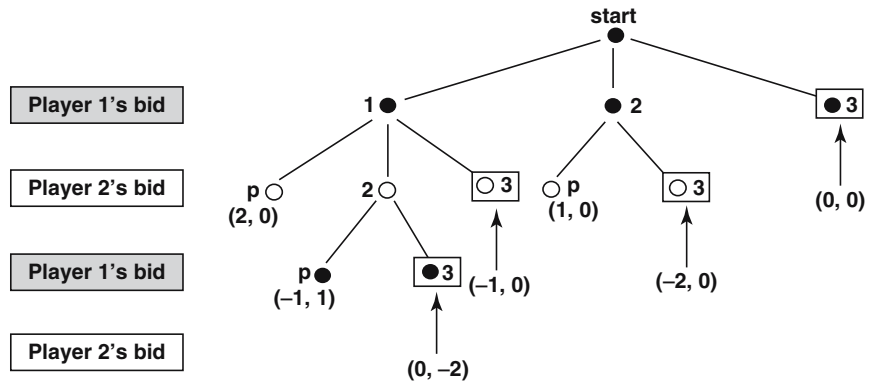 start
Player 1's bid
1
2
3
Player 2's bid
p
2
3
p
3
(2, 0)
(1, 0)
(0, 0)
Player 1's bid
p
3
(–1, 0)
(–2, 0)
(–1, 1)
Player 2's bid
(0, –2)